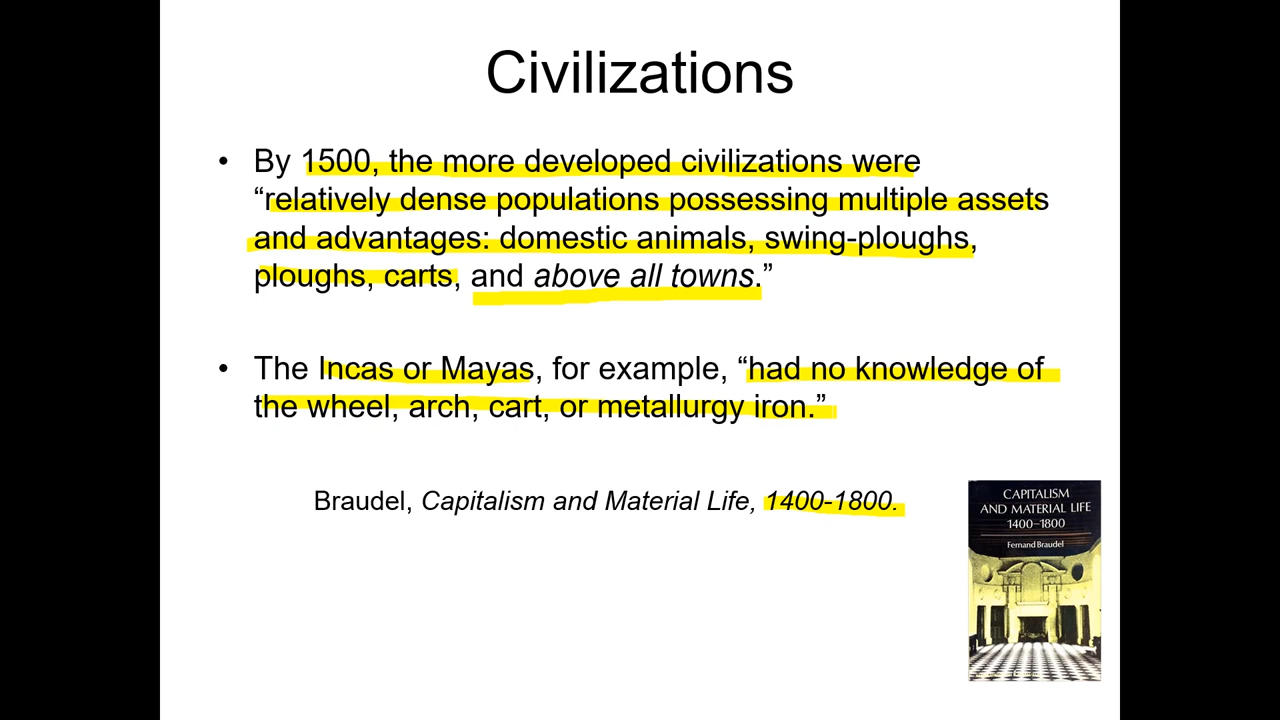 Civilizations
• By 1500, the more developed civilizations were
“relatively dense populations possessing multiple assets
and advantages: domestic animals, swing-ploughs,
ploughs, carts, and above all towns.”
• The Incas or Mayas, for example, “had no knowledge of
the wheel, arch, cart, or metallurgy iron.”
Braudel, Capitalism and Material Life, 1400-1800.
CAPITALISM
AND MATERIAL LIFE
1400–1800
Fernand Braudel